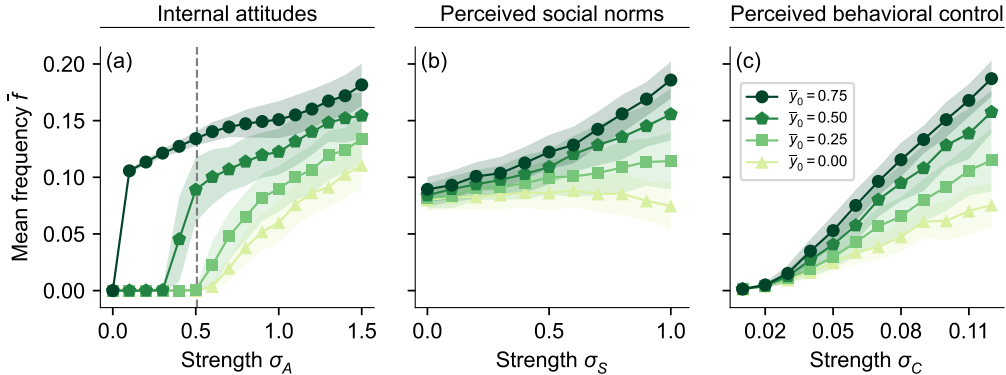 Internal attitudes
Perceived social norms
Perceived behavioral control
(a)
(b)
(c)
Mean frequency f̄
0.20
0.15
0.10
0.05
0.00
ȳ₀ = 0.75
ȳ₀ = 0.50
ȳ₀ = 0.25
ȳ₀ = 0.00
0.0 0.5 1.0 1.5
0.0 0.5 1.0
0.02 0.05 0.08 0.11
Strength σ_A
Strength σ_S
Strength σ_C